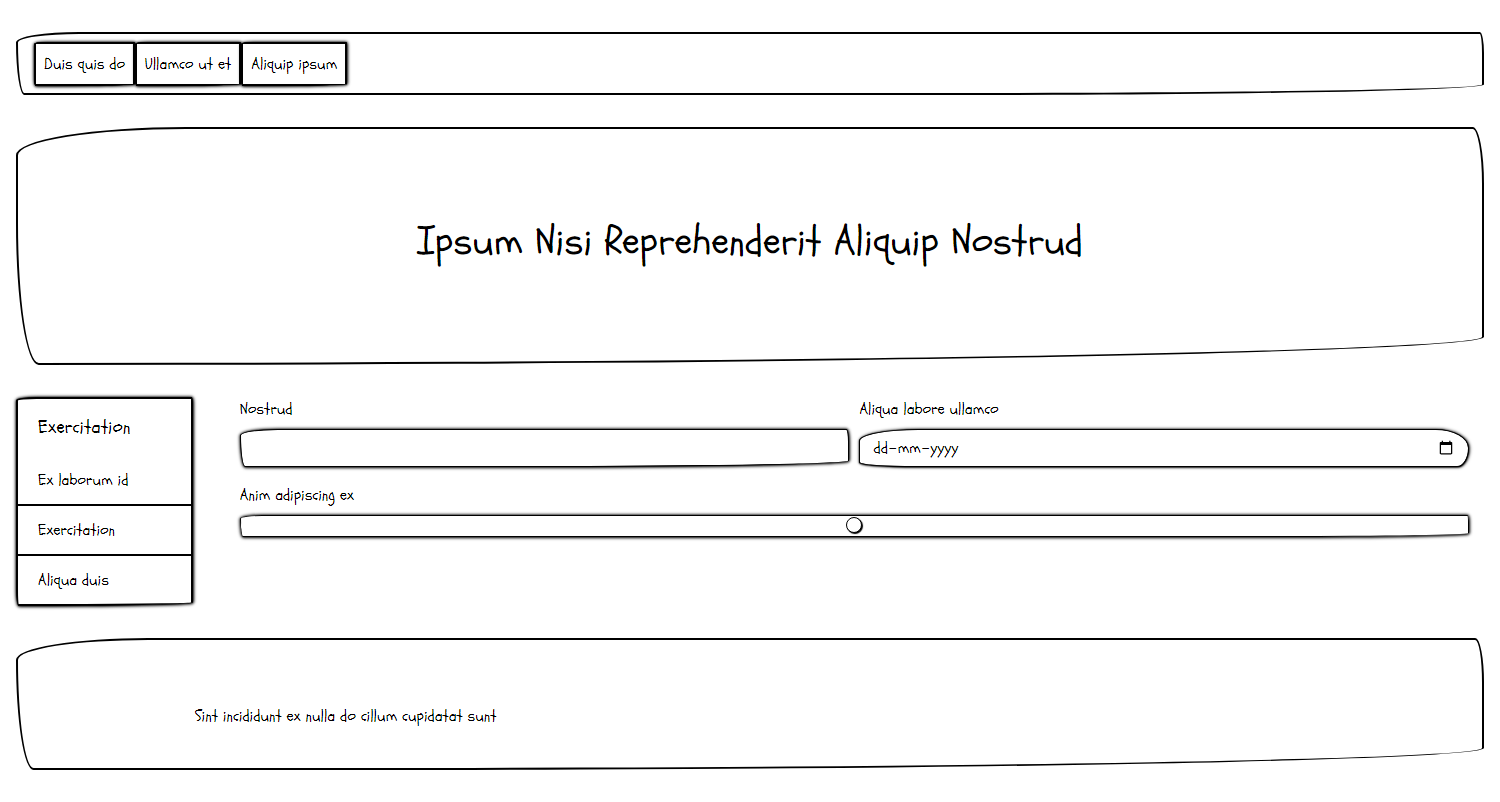 Duis quis do Ullamco ut et Aliquip ipsum
Ipsum Nisi Reprehenderit Aliquip Nostrud
Exercitation
Ex laborum id
Exercitation
Aliqua duis
Nostrud
Aliqua labore ullamco
dd-mm-yyyy
Anim adipiscing ex
Sint incididunt ex nulla do cillum cupidatat sunt